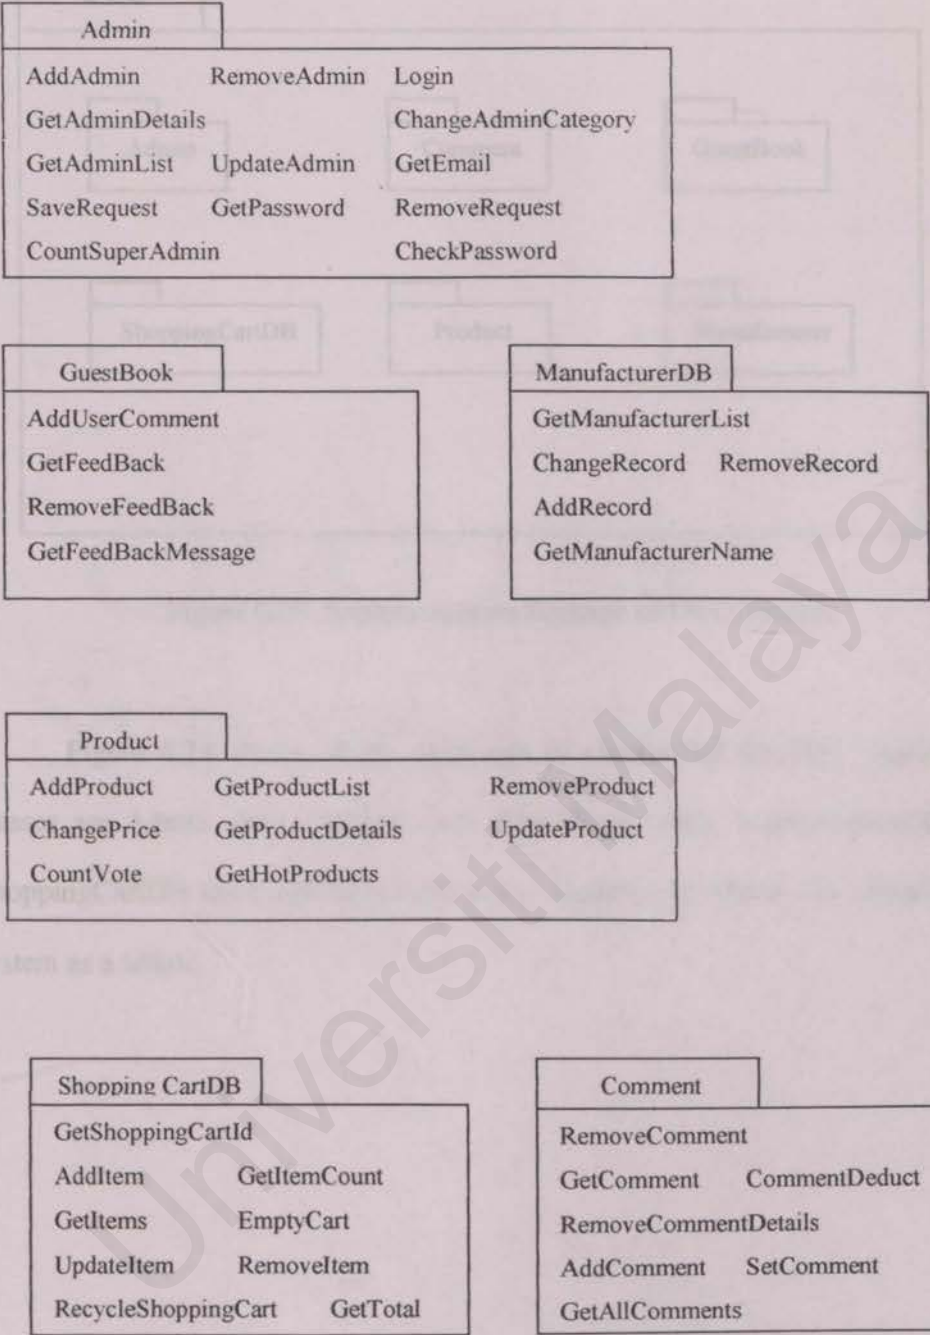 Admin
AddAdmin RemoveAdmin Login
GetAdminDetails ChangeAdminCategory
GetAdminList UpdateAdmin GetEmail
SaveRequest GetPassword RemoveRequest
CountSuperAdmin CheckPassword
GuestBook
AddUserComment
GetFeedBack
RemoveFeedBack
GetFeedBackMessage
ManufacturerDB
GetManufacturerList
ChangeRecord RemoveRecord
AddRecord
GetManufacturerName
Product
AddProduct GetProductList RemoveProduct
ChangePrice GetProductDetails UpdateProduct
CountVote GetHotProducts
Shopping CartDB
GetShoppingCartId
AddItem GetItemCount
GetItems EmptyCart
UpdateItem RemoveItem
RecycleShoppingCart GetTotal
Comment
RemoveComment
GetComment CommentDeduct
RemoveCommentDetails
AddComment SetComment
GetAllComments
Universiti Malaya